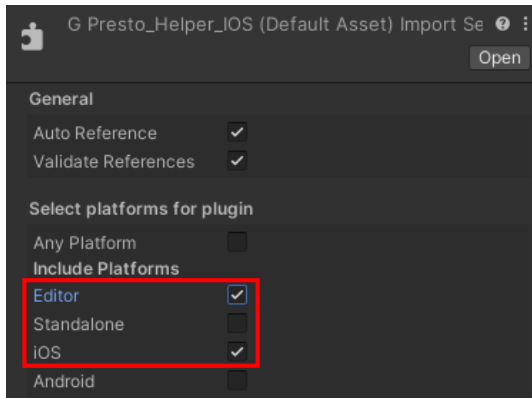 G Presto_Helper_IOS (Default Asset) Import Se
Open
General
Auto Reference
Validate References
Select platforms for plugin
Any Platform
Include Platforms
Editor
Standalone
iOS
Android